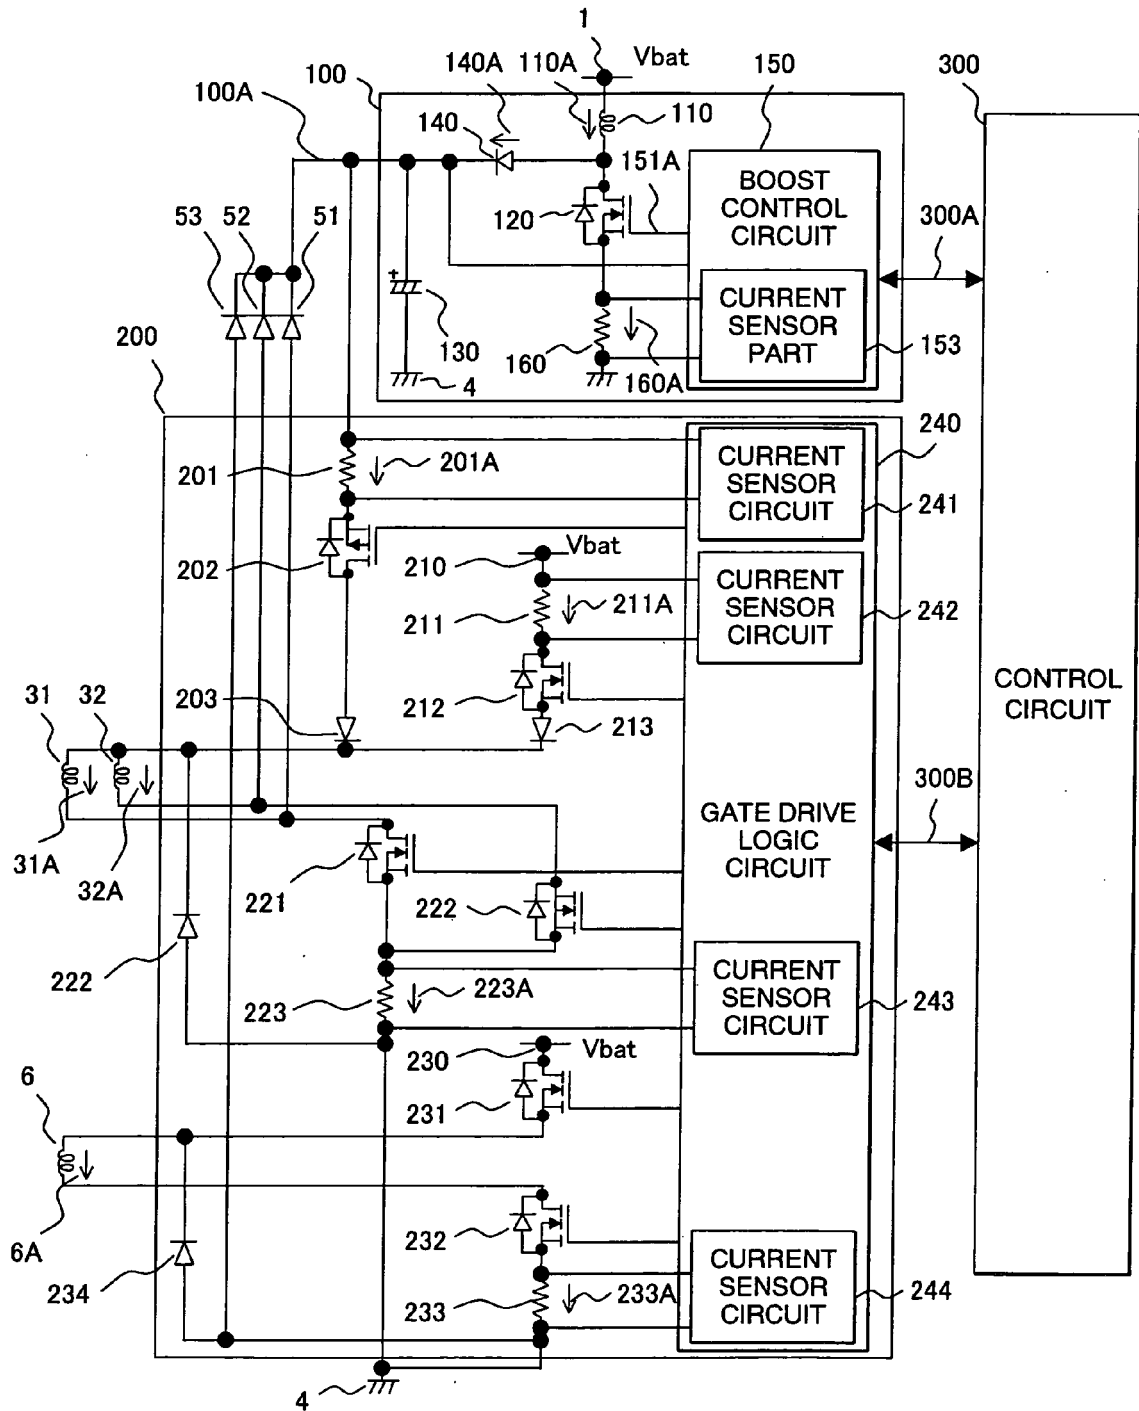 1
Vbat
140A
110A
150
300
100
100A
140
110
151A
BOOST
CONTROL
CIRCUIT
120
300A
53
52
51
CURRENT
SENSOR
PART
130
160
153
200
4
160A
240
201
201A
CURRENT
SENSOR
CIRCUIT
241
Vbat
202
210
CURRENT
SENSOR
CIRCUIT
211
211A
242
CONTROL
CIRCUIT
31
32
203
212
213
300B
GATE DRIVE
LOGIC
CIRCUIT
31A
32A
221
222
222
CURRENT
SENSOR
CIRCUIT
223
223A
243
230
Vbat
6
231
6A
232
234
CURRENT
SENSOR
CIRCUIT
233
233A
244
4